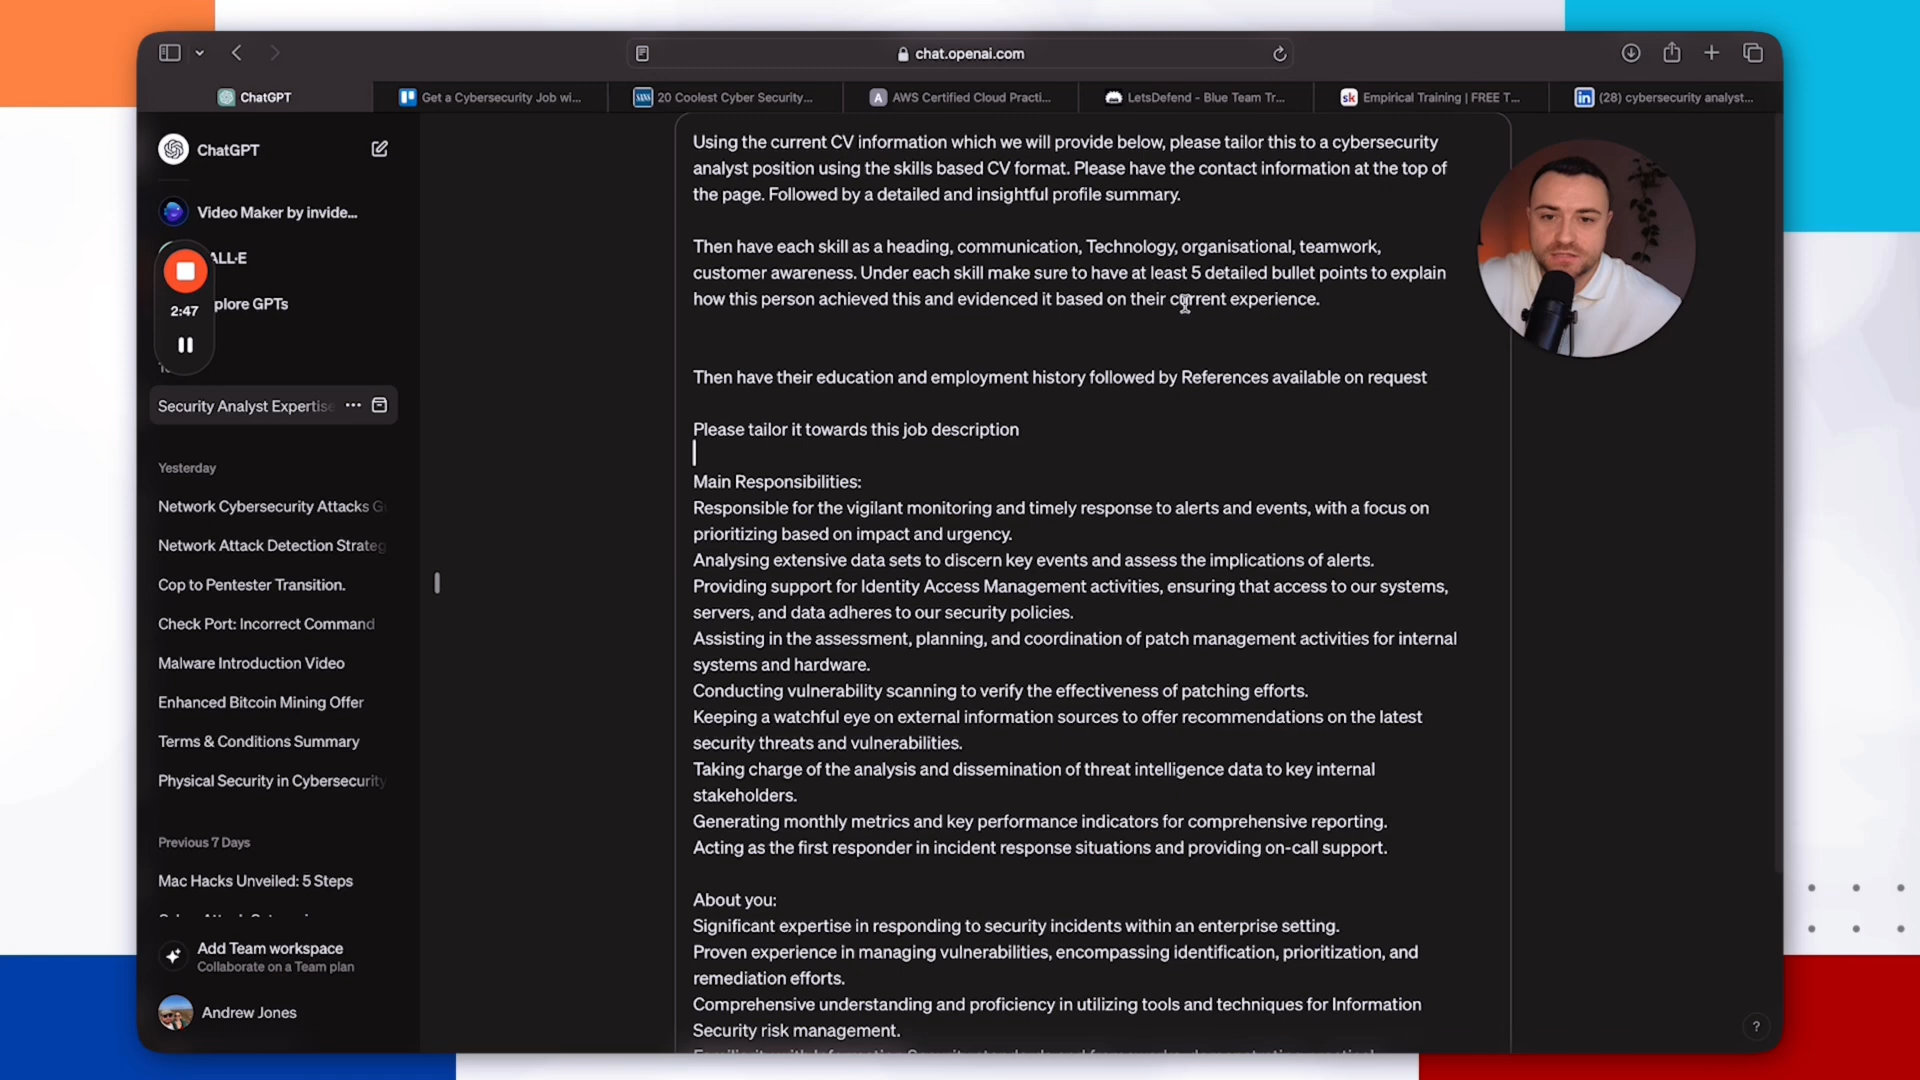 chat.openai.com
ChatGPT
Get a Cybersecurity Job wi...
SANS
20 Coolest Cyber Security...
A
AWS Certified Cloud Practi...
LetsDefend - Blue Team Tr...
sk
Empirical Training | FREE T...
in
(28) cybersecurity analyst...
ChatGPT
Video Maker by invide...
ALL·E
plore GPTs
2:47
Security Analyst Expertise
Yesterday
Network Cybersecurity Attacks G
Network Attack Detection Strateg
Cop to Pentester Transition.
Check Port: Incorrect Command
Malware Introduction Video
Enhanced Bitcoin Mining Offer
Terms & Conditions Summary
Physical Security in Cybersecurity
Previous 7 Days
Mac Hacks Unveiled: 5 Steps
Add Team workspace
Collaborate on a Team plan
Andrew Jones
Using the current CV information which we will provide below, please tailor this to a cybersecurity
analyst position using the skills based CV format. Please have the contact information at the top of
the page. Followed by a detailed and insightful profile summary.
Then have each skill as a heading, communication, Technology, organisational, teamwork,
customer awareness. Under each skill make sure to have at least 5 detailed bullet points to explain
how this person achieved this and evidenced it based on their current experience.
Then have their education and employment history followed by References available on request
Please tailor it towards this job description
Main Responsibilities:
Responsible for the vigilant monitoring and timely response to alerts and events, with a focus on
prioritizing based on impact and urgency.
Analysing extensive data sets to discern key events and assess the implications of alerts.
Providing support for Identity Access Management activities, ensuring that access to our systems,
servers, and data adheres to our security policies.
Assisting in the assessment, planning, and coordination of patch management activities for internal
systems and hardware.
Conducting vulnerability scanning to verify the effectiveness of patching efforts.
Keeping a watchful eye on external information sources to offer recommendations on the latest
security threats and vulnerabilities.
Taking charge of the analysis and dissemination of threat intelligence data to key internal
stakeholders.
Generating monthly metrics and key performance indicators for comprehensive reporting.
Acting as the first responder in incident response situations and providing on-call support.
About you:
Significant expertise in responding to security incidents within an enterprise setting.
Proven experience in managing vulnerabilities, encompassing identification, prioritization, and
remediation efforts.
Comprehensive understanding and proficiency in utilizing tools and techniques for Information
Security risk management.
?